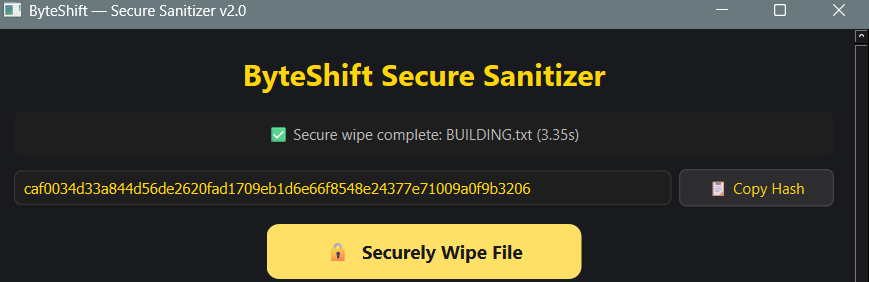 ByteShift — Secure Sanitizer v2.0
ByteShift Secure Sanitizer
✅ Secure wipe complete: BUILDING.txt (3.35s)
caf0034d33a844d56de2620fad1709eb1d6e66f8548e24377e71009a0f9b3206
📋 Copy Hash
🔒 Securely Wipe File